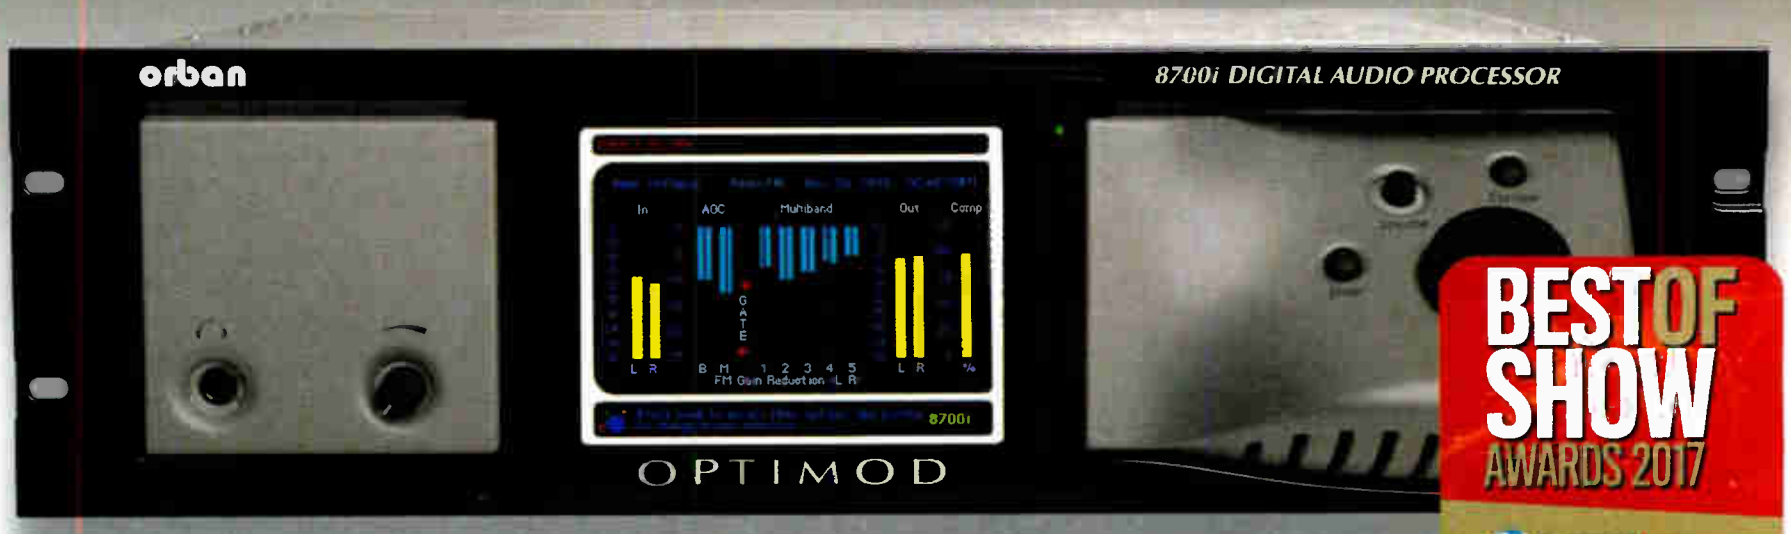 orban
8700i DIGITAL AUDIO PROCESSOR
In AGC Multiband Out Comp
GATE
L R B M 1 2 3 4 5 L R %
FM Gain Reduction L R
8700i
OPTIMOD
BEST OF
SHOW
AWARDS 2017